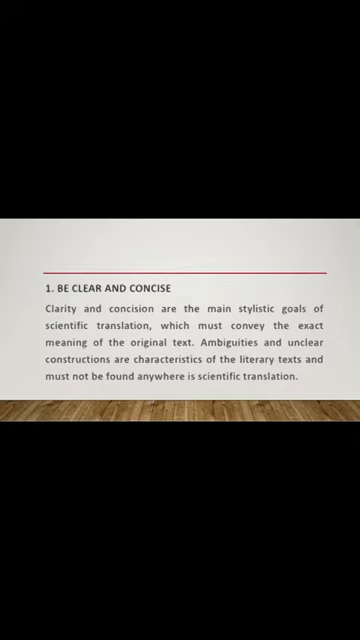 1. BE CLEAR AND CONCISE
Clarity and concision are the main stylistic goals of
scientific translation, which must convey the exact
meaning of the original text. Ambiguities and unclear
constructions are characteristics of the literary texts and
must not be found anywhere is scientific translation.